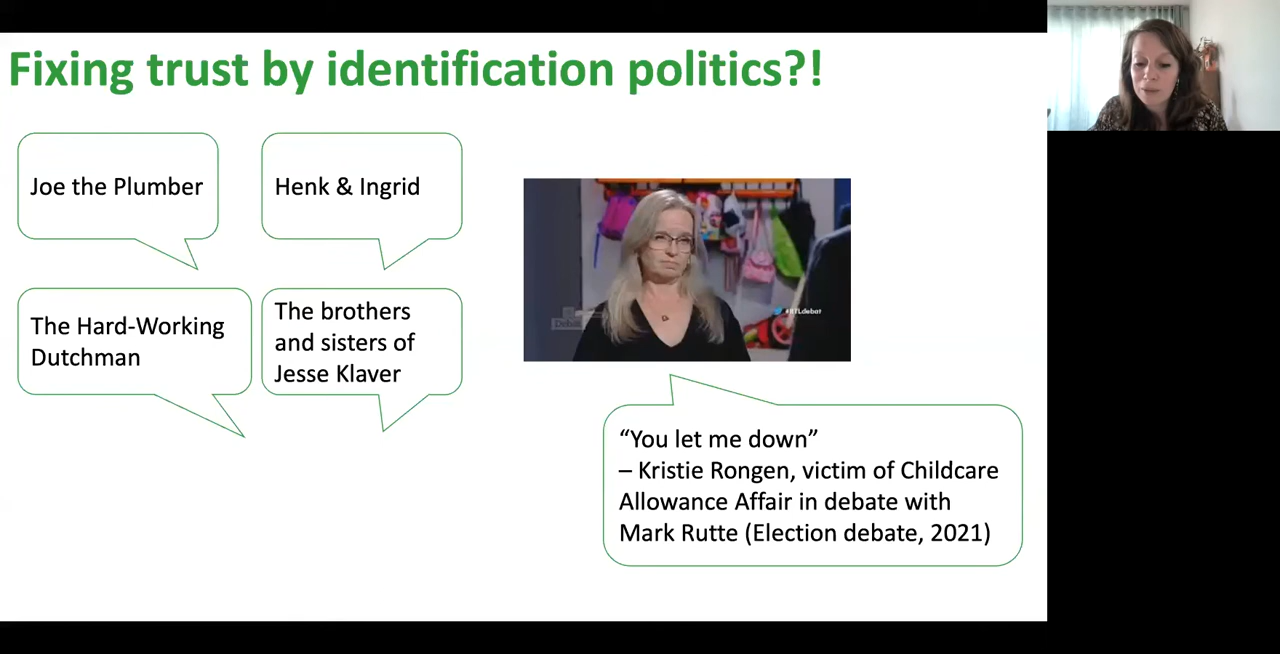 Fixing trust by identification politics?!
Joe the Plumber
Henk & Ingrid
The Hard-Working
Dutchman
The brothers
and sisters of
Jesse Klaver
#RTLdebat
Debat
“You let me down”
– Kristie Rongen, victim of Childcare
Allowance Affair in debate with
Mark Rutte (Election debate, 2021)